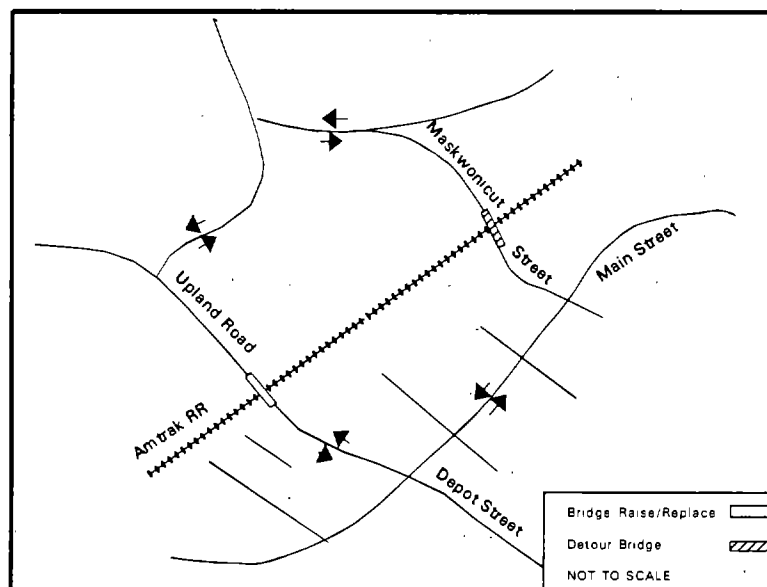 Maskwonicut
Street
Main Street
Upland Road
Amtrak RR
Depot Street
Bridge Raise/Replace
Detour Bridge
NOT TO SCALE